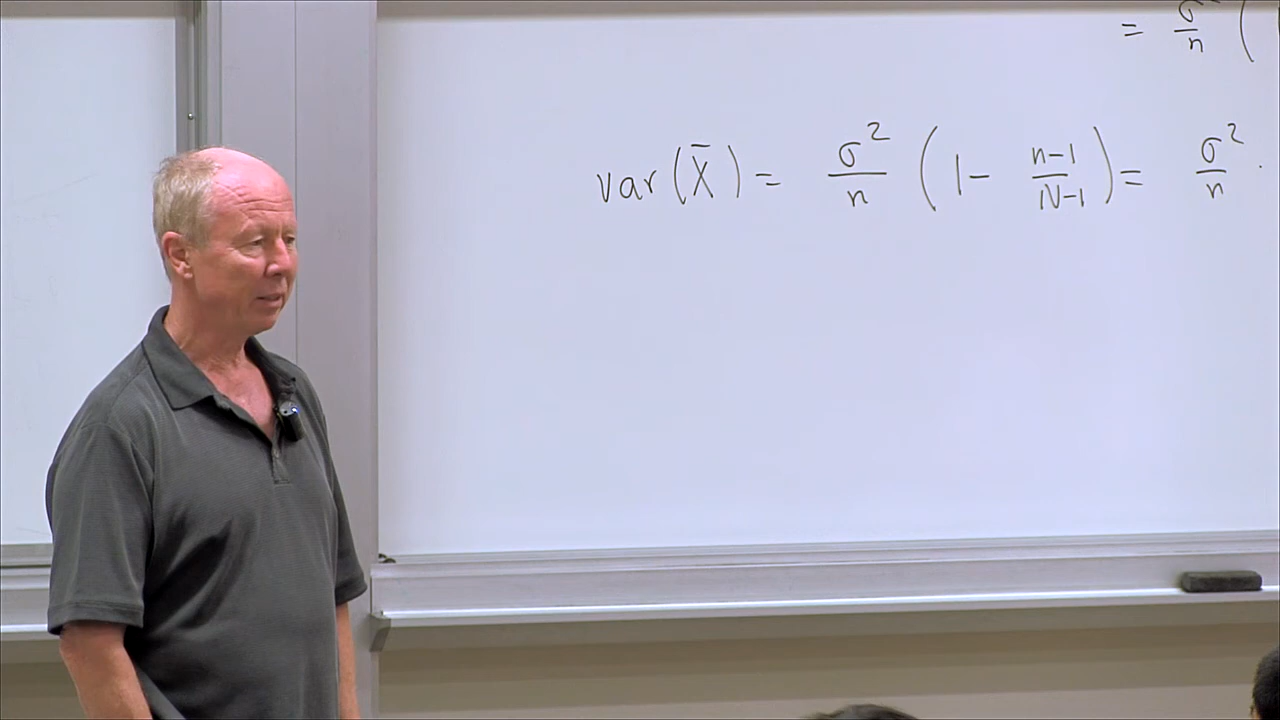 = σ²/n (
var(X̄) = σ²/n (1 - n-1/N-1) = σ²/n ·